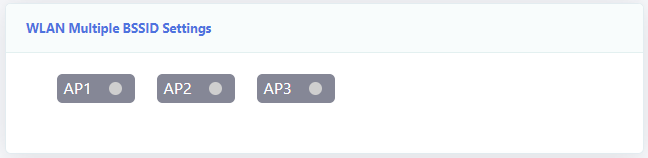 WLAN Multiple BSSID Settings
AP1 AP2 AP3